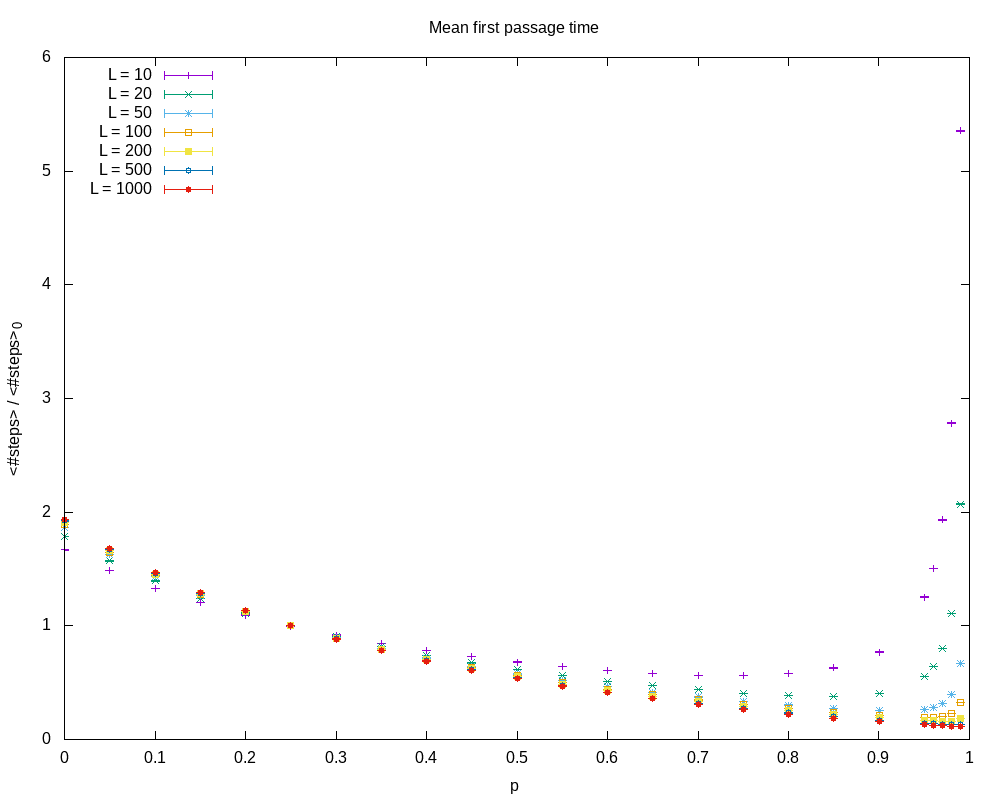 Mean first passage time
6
5
4
3
2
1
0
<#steps> / <#steps>0
L = 10
L = 20
L = 50
L = 100
L = 200
L = 500
L = 1000
0 0.1 0.2 0.3 0.4 0.5 0.6 0.7 0.8 0.9 1
p